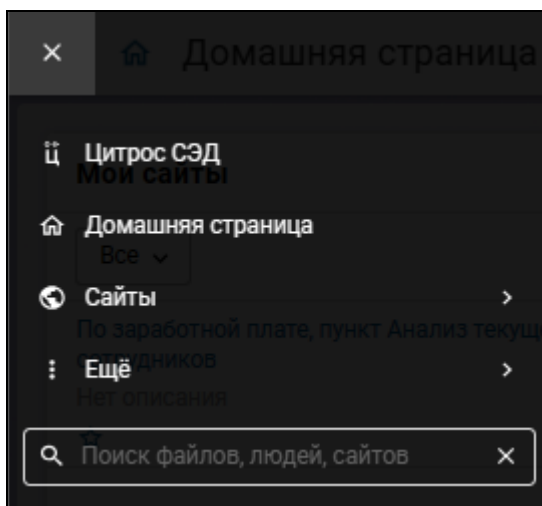 Домашняя страница
Цитрос СЭД
Мои сайты
Домашняя страница
Все
Сайты
По заработной плате, пункт Анализ текущ
сотрудников
Ещё
Нет описания
Поиск файлов, людей, сайтов